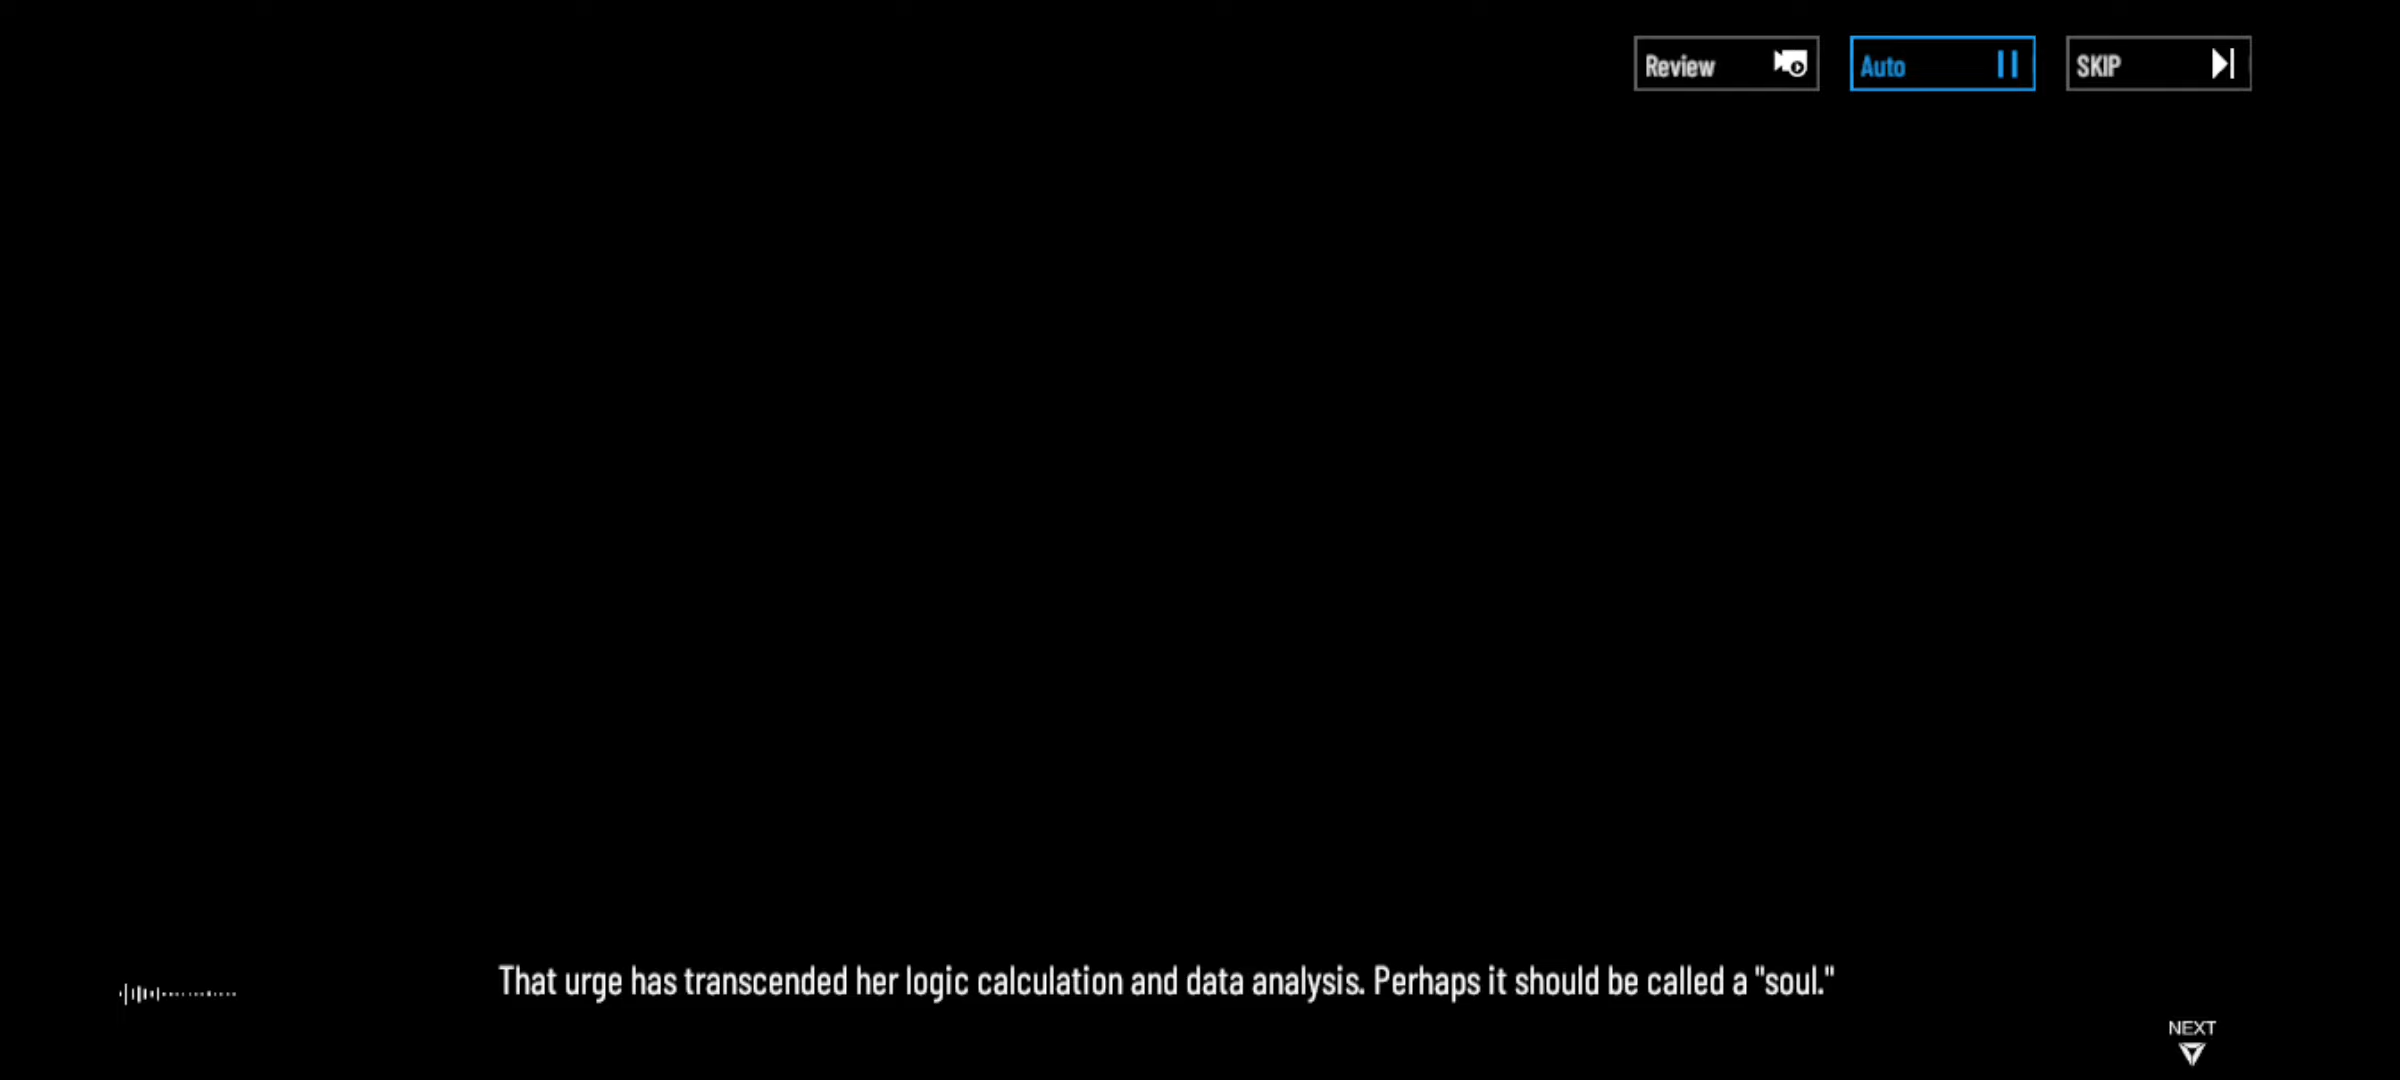 Review
Auto
SKIP
That urge has transcended her logic calculation and data analysis. Perhaps it should be called a "soul."
NEXT